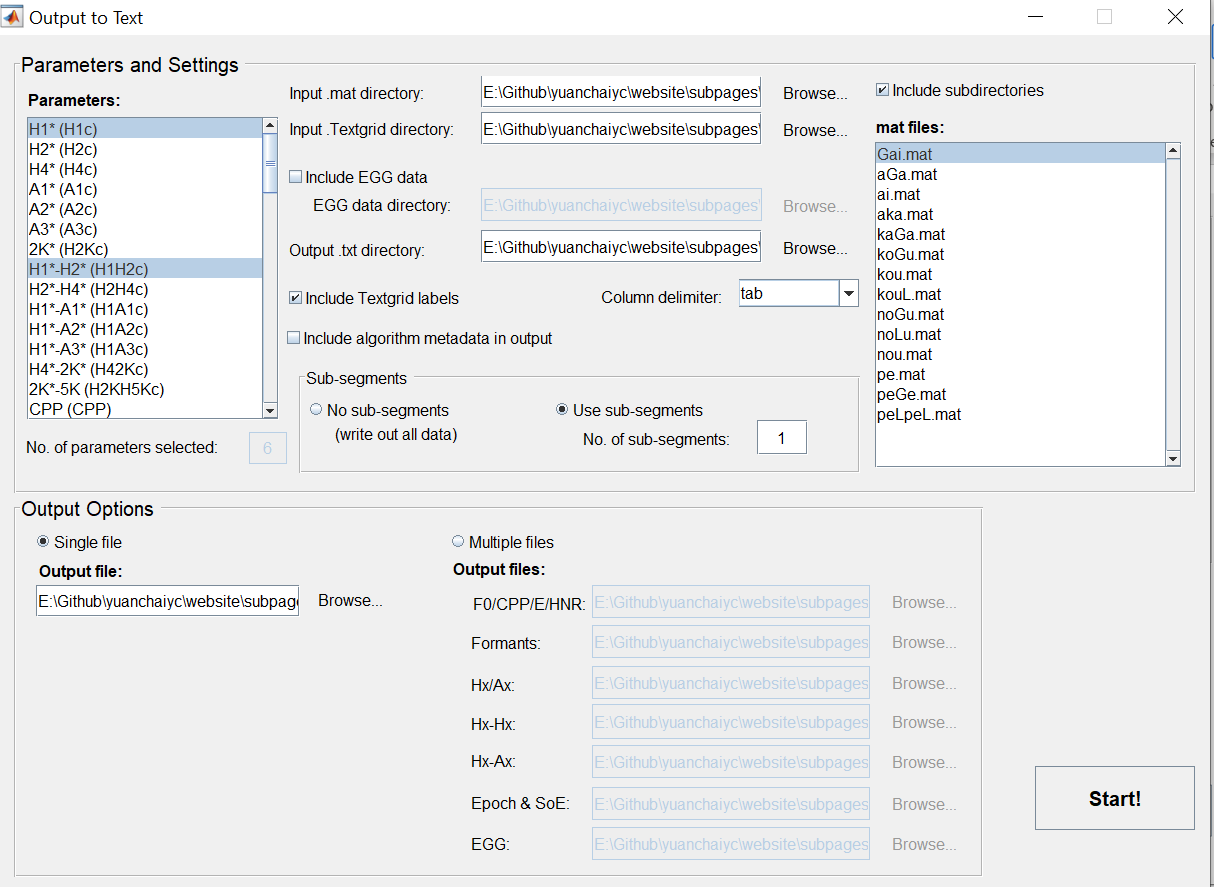 Output to Text
Parameters and Settings
Parameters:
H1* (H1c)
H2* (H2c)
H4* (H4c)
A1* (A1c)
A2* (A2c)
A3* (A3c)
2K* (H2Kc)
H1*-H2* (H1H2c)
H2*-H4* (H2H4c)
H1*-A1* (H1A1c)
H1*-A2* (H1A2c)
H1*-A3* (H1A3c)
H4*-2K* (H42Kc)
2K*-5K (H2KH5Kc)
CPP (CPP)
No. of parameters selected: 6
Input .mat directory: E:\Github\yuanchaiyc\website\subpages\ Browse...
Input .Textgrid directory: E:\Github\yuanchaiyc\website\subpages\ Browse...
Include EGG data
EGG data directory: E:\Github\yuanchaiyc\website\subpages\ Browse...
Output .txt directory: E:\Github\yuanchaiyc\website\subpages\ Browse...
Include Textgrid labels Column delimiter: tab
Include algorithm metadata in output
Sub-segments
No sub-segments
(write out all data)
Use sub-segments
No. of sub-segments: 1
Include subdirectories
mat files:
Gai.mat
aGa.mat
ai.mat
aka.mat
kaGa.mat
koGu.mat
kou.mat
kouL.mat
noGu.mat
noLu.mat
nou.mat
pe.mat
peGe.mat
peLpeL.mat
Output Options
Single file
Output file:
E:\Github\yuanchaiyc\website\subpage Browse...
Multiple files
Output files:
F0/CPP/E/HNR: E:\Github\yuanchaiyc\website\subpages Browse...
Formants: E:\Github\yuanchaiyc\website\subpages Browse...
Hx/Ax: E:\Github\yuanchaiyc\website\subpages Browse...
Hx-Hx: E:\Github\yuanchaiyc\website\subpages Browse...
Hx-Ax: E:\Github\yuanchaiyc\website\subpages Browse...
Epoch & SoE: E:\Github\yuanchaiyc\website\subpages Browse...
EGG: E:\Github\yuanchaiyc\website\subpages Browse...
Start!